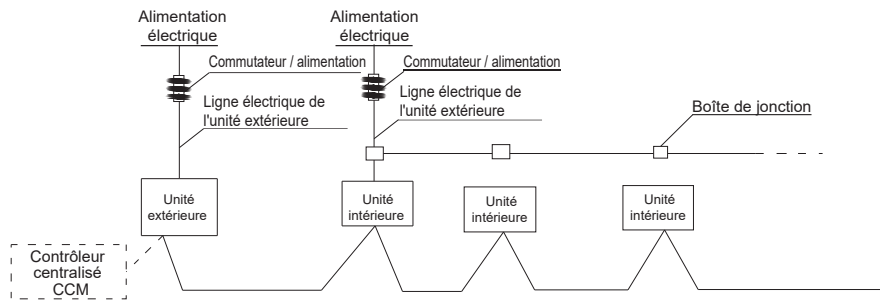 Alimentation
électrique
Alimentation
électrique
Commutateur / alimentation
Commutateur / alimentation
Ligne électrique de
l'unité extérieure
Ligne électrique de
l'unité extérieure
Boîte de jonction
Unité
extérieure
Unité
intérieure
Unité
intérieure
Unité
intérieure
Contrôleur
centralisé
CCM